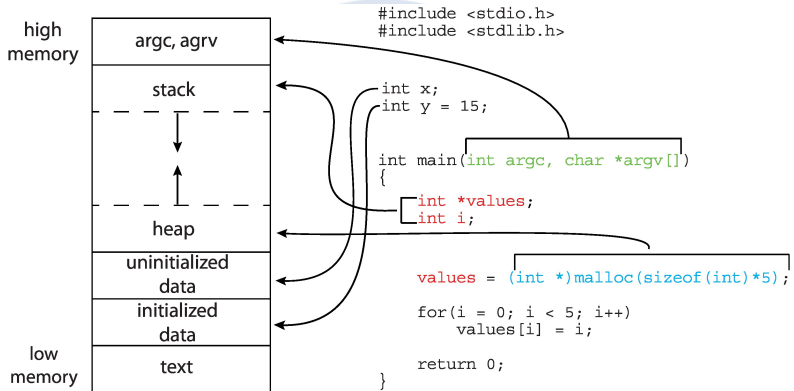 high
memory
argc, agrv
stack
heap
uninitialized
data
initialized
data
low
memory
text
#include <stdio.h>
#include <stdlib.h>
int x;
int y = 15;
int main(int argc, char *argv[])
{
int *values;
int i;
values = (int *)malloc(sizeof(int)*5);
for(i = 0; i < 5; i++)
values[i] = i;
return 0;
}